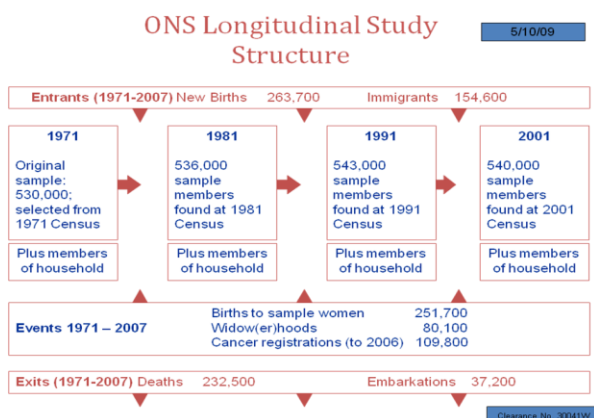 ONS Longitudinal Study
Structure
5/10/09
Entrants (1971-2007) New Births 263,700 Immigrants 154,600
1971
Original
sample:
530,000;
selected from
1971 Census
1981
536,000
sample
members
found at 1981
Census
1991
543,000
sample
members
found at 1991
Census
2001
540,000
sample
members
found at 2001
Census
Plus members
of household
Plus members
of household
Plus members
of household
Plus members
of household
Events 1971 – 2007
Births to sample women 251,700
Widow(er)hoods 80,100
Cancer registrations (to 2006) 109,800
Exits (1971-2007) Deaths 232,500 Embarkations 37,200
Clearance No. 30041W